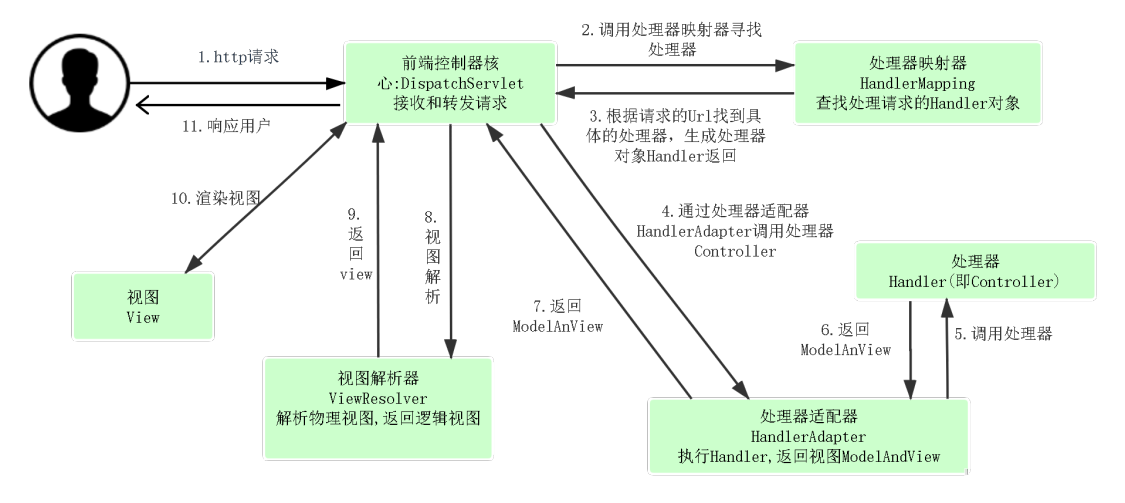 1.http请求
11.响应用户
前端控制器核
心:DispatchServlet
接收和转发请求
2.调用处理器映射器寻找
处理器
3.根据请求的Url找到具
体的处理器，生成处理器
对象Handler返回
处理器映射器
HandlerMapping
查找处理请求的Handler对象
10.渲染视图
9.
返
回
view
8.
视
图
解
析
4.通过处理器适配器
HandlerAdapter调用处理器
Controller
处理器
Handler(即Controller)
视图
View
7.返回
ModelAnView
6.返回
ModelAnView
5.调用处理器
视图解析器
ViewResolver
解析物理视图,返回逻辑视图
处理器适配器
HandlerAdapter
执行Handler,返回视图ModelAndView